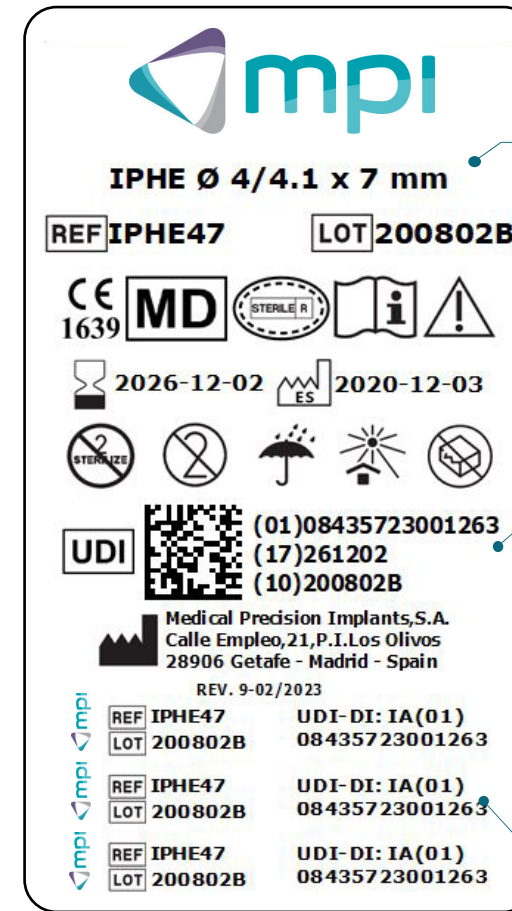 mpi
IPHE Ø 4/4.1 x 7 mm
REF IPHE47 LOT 200802B
CE 1639 MD STERILE R i !
2026-12-02 ES 2020-12-03
2 STERILIZE 2
UDI
(01)08435723001263
(17)261202
(10)200802B
Medical Precision Implants,S.A.
Calle Empleo,21,P.I.Los Olivos
28906 Getafe - Madrid - Spain
REV. 9-02/2023
mpi
REF IPHE47 UDI-DI: IA(01)
LOT 200802B 08435723001263
mpi
REF IPHE47 UDI-DI: IA(01)
LOT 200802B 08435723001263
mpi
REF IPHE47 UDI-DI: IA(01)
LOT 200802B 08435723001263